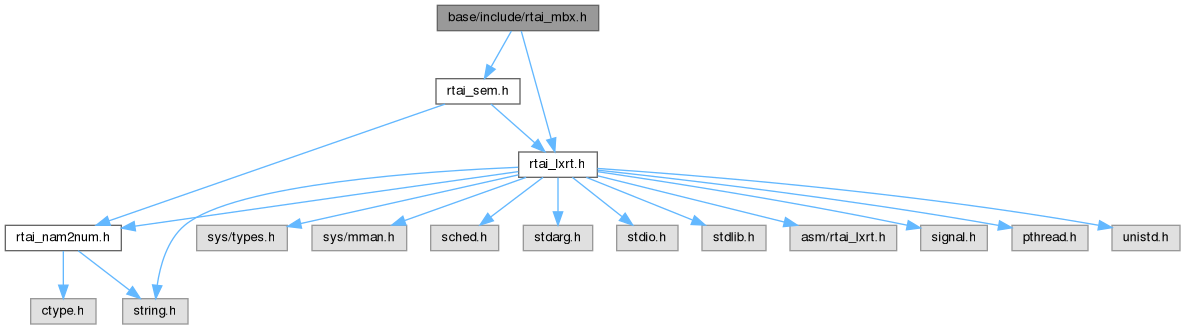 base/include/rtai_mbx.h
rtai_sem.h
rtai_lxrt.h
rtai_nam2num.h
sys/types.h
sys/mman.h
sched.h
stdarg.h
stdio.h
stdlib.h
asm/rtai_lxrt.h
signal.h
pthread.h
unistd.h
ctype.h
string.h